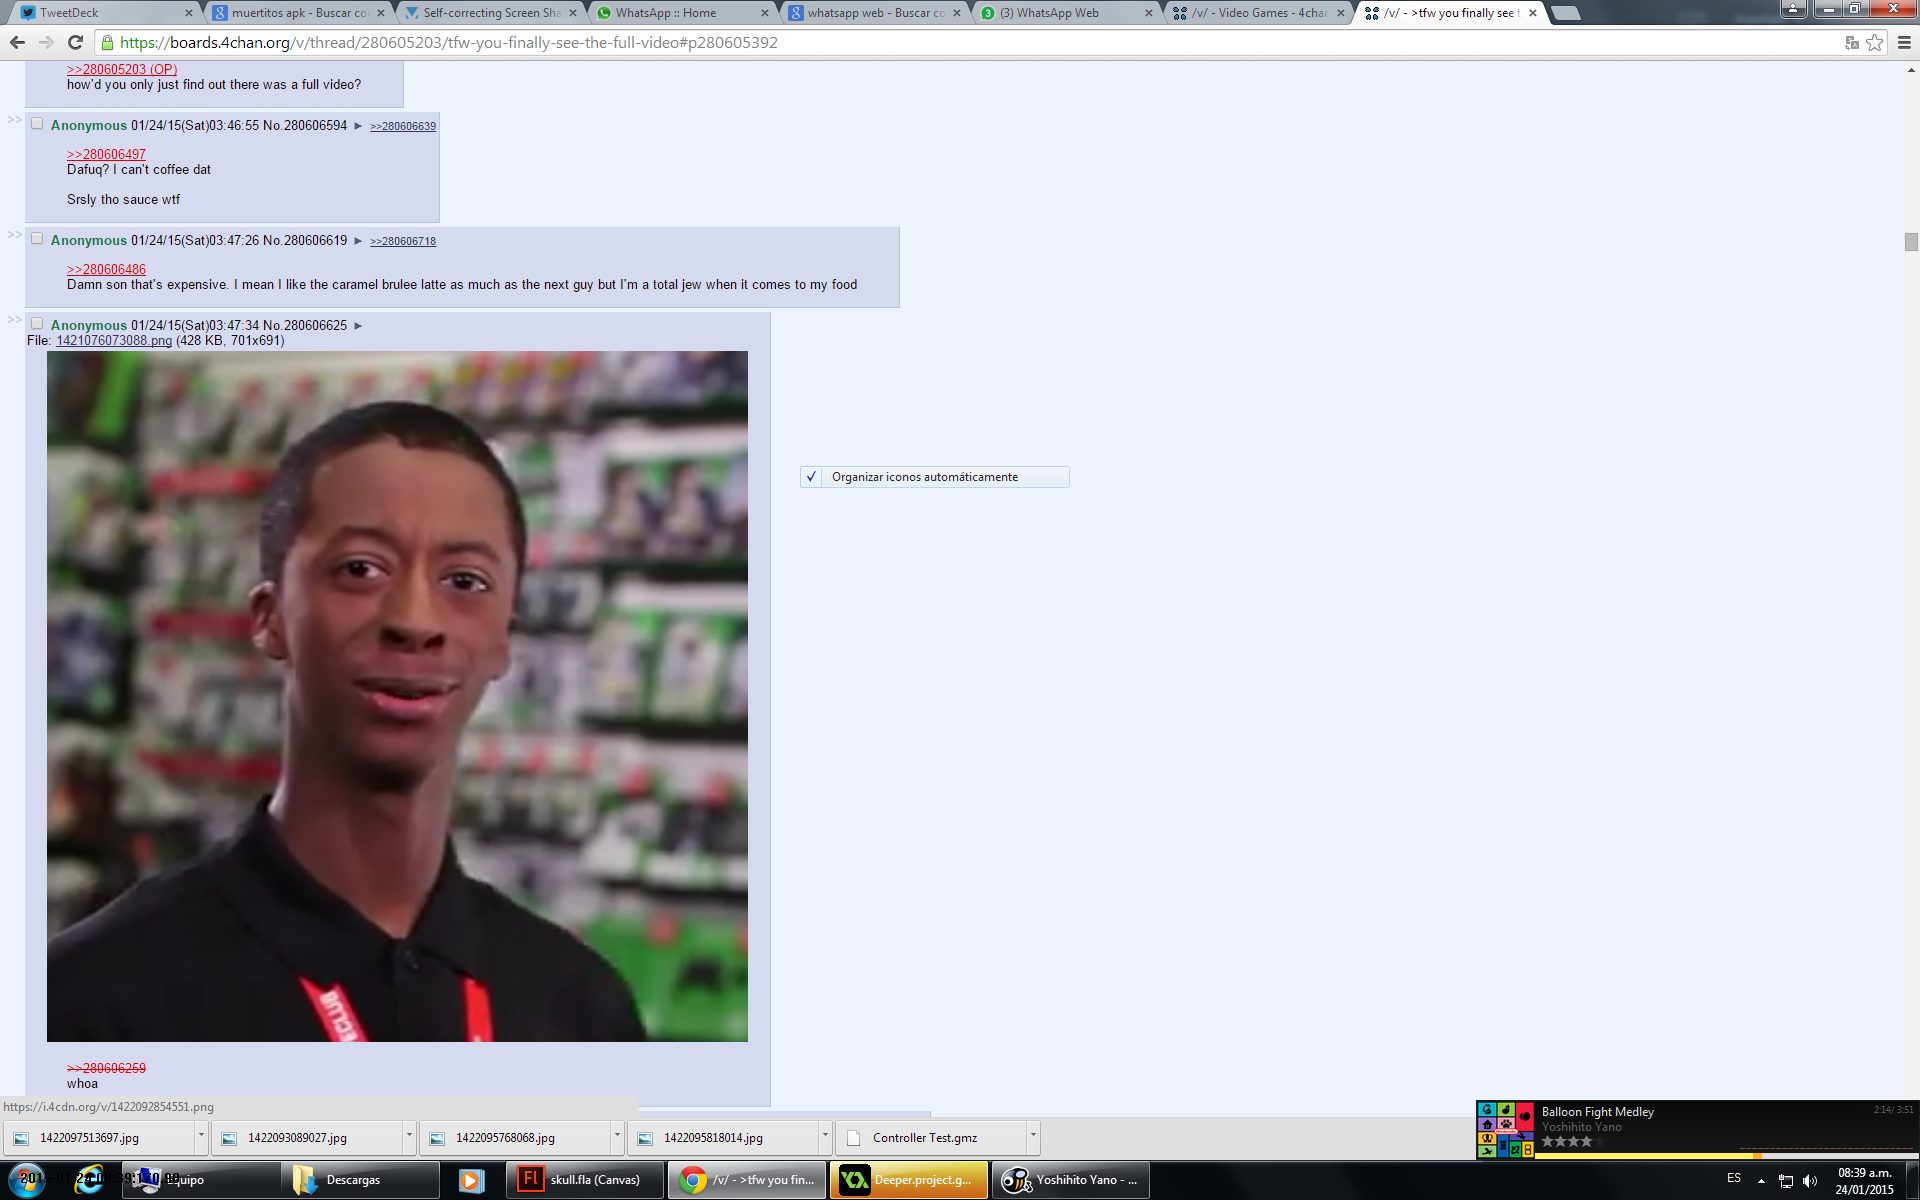 TweetDeck
muertitos apk - Buscar co
Self-correcting Screen Sha
WhatsApp :: Home
whatsapp web - Buscar co
(3) WhatsApp Web
/v/ - Video Games - 4chan
/v/ - >tfw you finally see t
https://boards.4chan.org/v/thread/280605203/tfw-you-finally-see-the-full-video#p280605392
>>280605203 (OP)
how'd you only just find out there was a full video?
>> Anonymous 01/24/15(Sat)03:46:55 No.280606594 ► >>280606639
>>280606497
Dafuq? I can't coffee dat
Srsly tho sauce wtf
>> Anonymous 01/24/15(Sat)03:47:26 No.280606619 ► >>280606718
>>280606486
Damn son that's expensive. I mean I like the caramel brulee latte as much as the next guy but I'm a total jew when it comes to my food
>> Anonymous 01/24/15(Sat)03:47:34 No.280606625 ►
File: 1421076073088.png (428 KB, 701x691)
Organizar iconos automáticamente
ECLUB
>>280606259
whoa
https://i.4cdn.org/v/1422092854551.png
1422097513697.jpg
1422093089027.jpg
1422095768068.jpg
1422095818014.jpg
Controller Test.gmz
Balloon Fight Medley
2:14/ 3:51
Yoshihito Yano
Equipo
Descargas
skull.fla (Canvas)
/v/ - >tfw you fin...
Deeper.project.g...
Yoshihito Yano - ...
ES
08:39 a.m.
24/01/2015